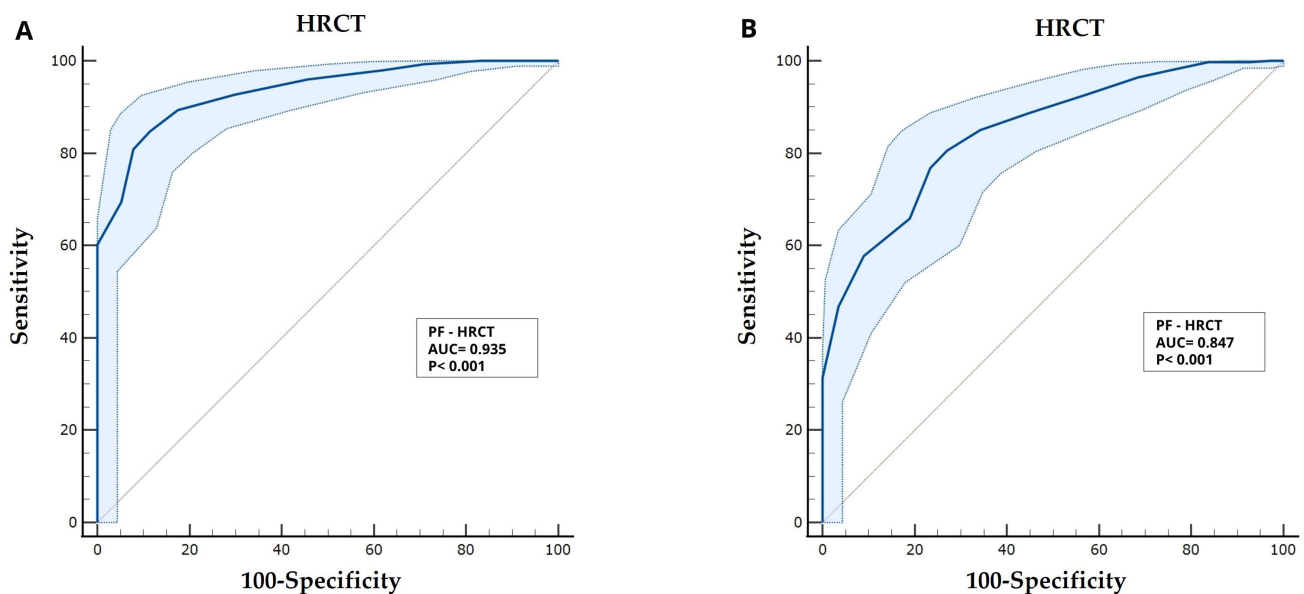 A
HRCT
100
80
60
40
20
0
Sensitivity
PF - HRCT
AUC= 0.935
P< 0.001
0 20 40 60 80 100
100-Specificity
B
HRCT
100
80
60
40
20
0
Sensitivity
PF - HRCT
AUC= 0.847
P< 0.001
0 20 40 60 80 100
100-Specificity